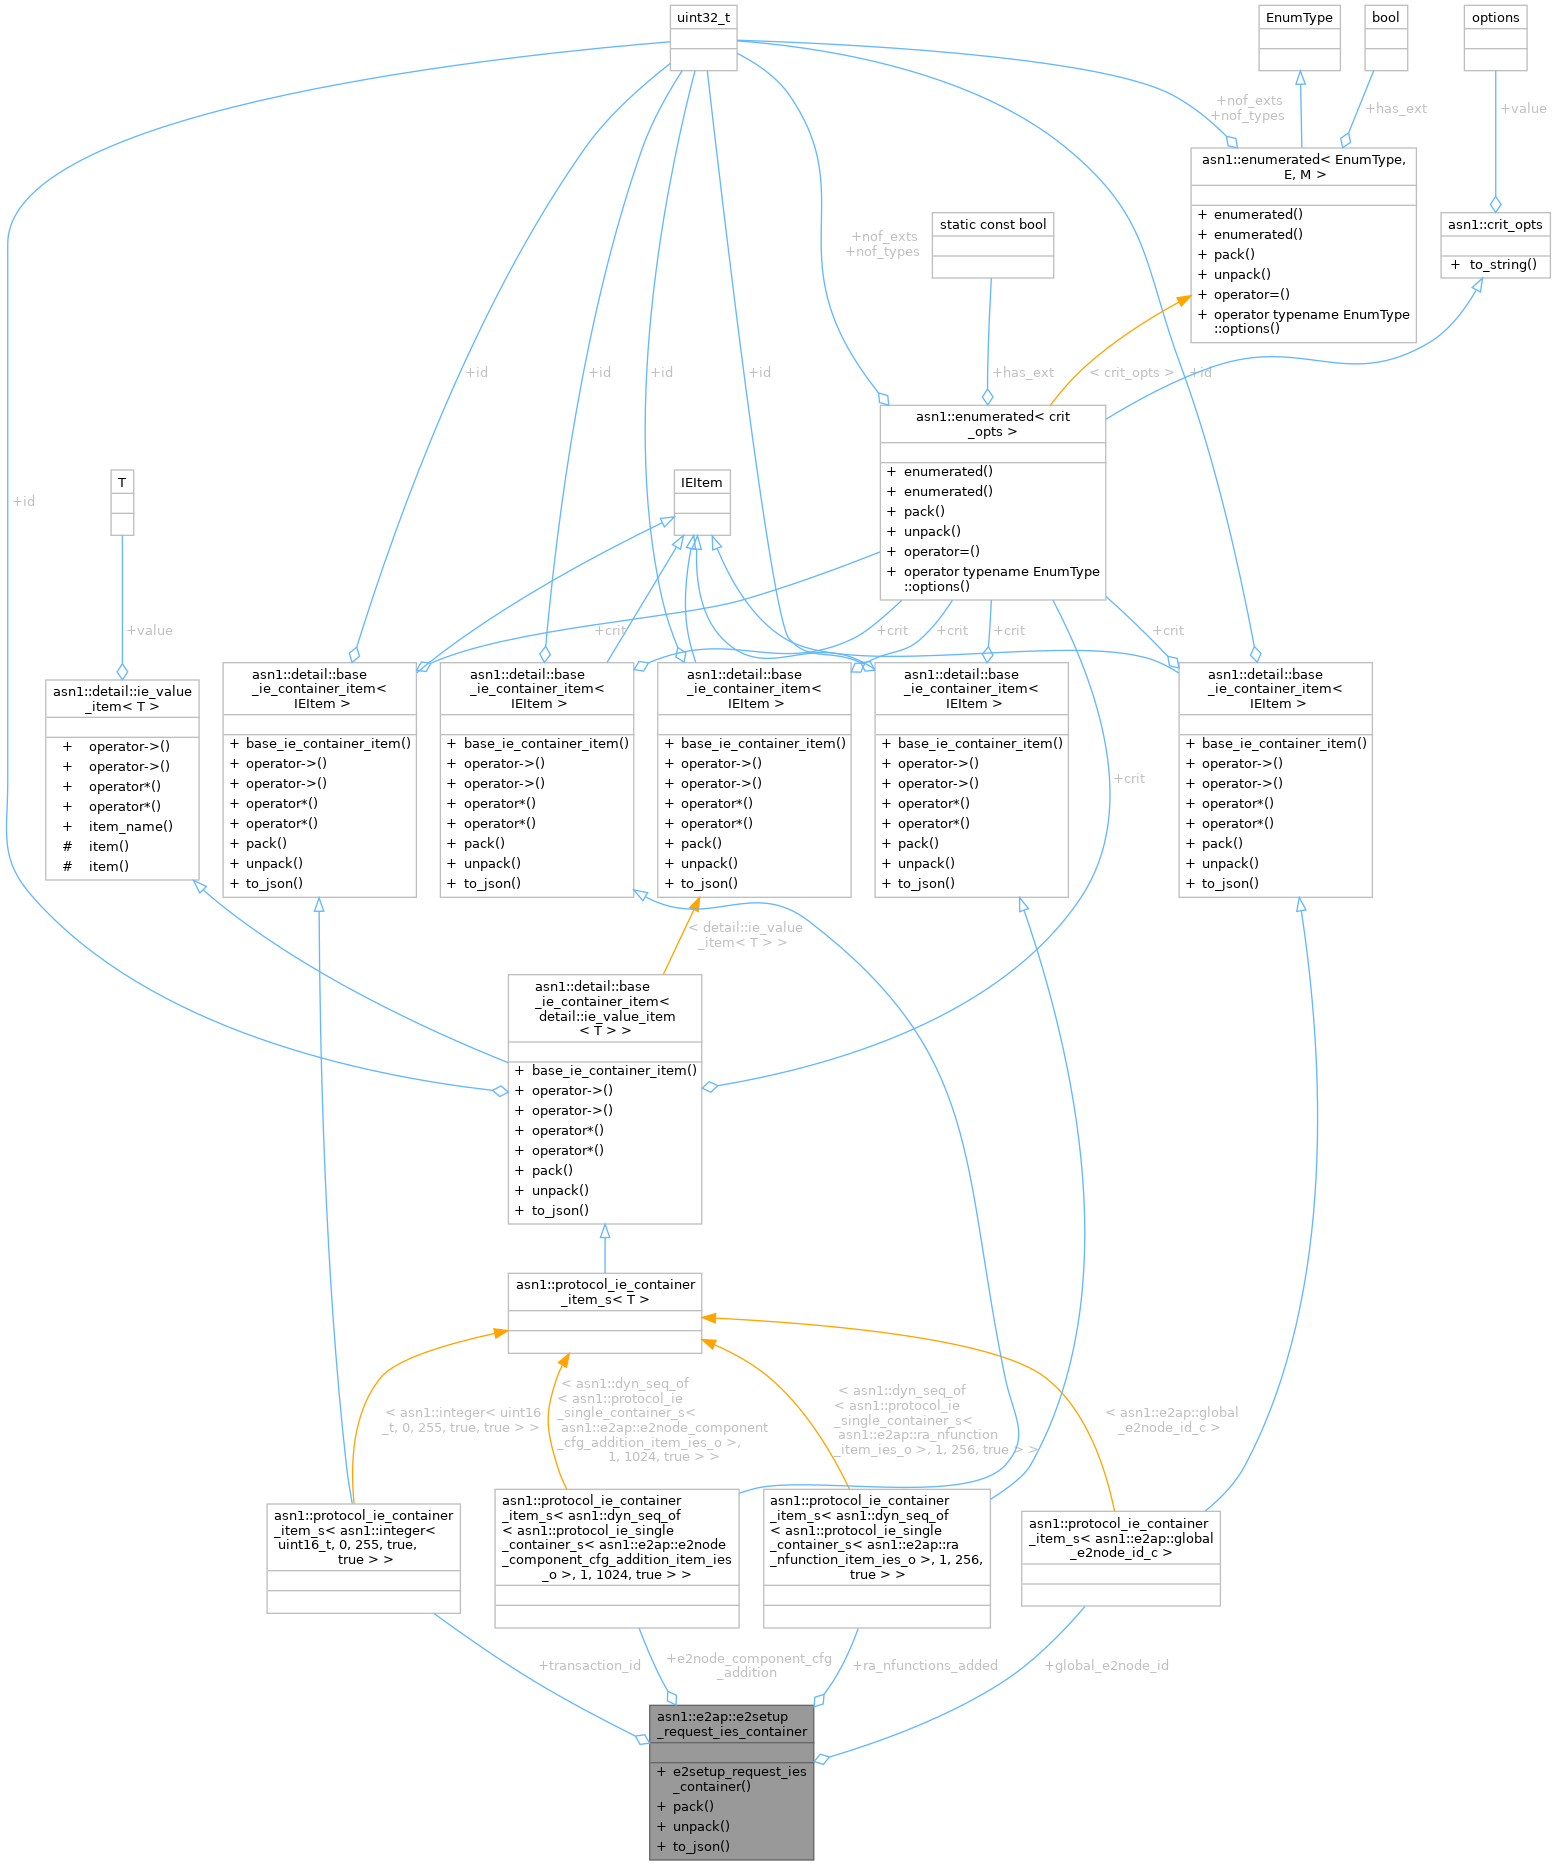 uint32_t
EnumType
bool
options
+nof_exts
+nof_types
+has_ext
+value
asn1::enumerated< EnumType,
E, M >
+ enumerated()
+ enumerated()
+ pack()
+ unpack()
+ operator=()
+ operator typename EnumType
::options()
static const bool
asn1::crit_opts
+ to_string()
+nof_exts
+nof_types
+id
+id
+id
+id
+has_ext
< crit_opts >
+id
asn1::enumerated< crit
_opts >
+ enumerated()
+ enumerated()
+ pack()
+ unpack()
+ operator=()
+ operator typename EnumType
::options()
T
IEItem
+id
+value
+crit
+crit
+crit
+crit
+crit
asn1::detail::ie_value
_item< T >
+ operator->()
+ operator->()
+ operator*()
+ operator*()
+ item_name()
# item()
# item()
asn1::detail::base
_ie_container_item<
IEItem >
+ base_ie_container_item()
+ operator->()
+ operator->()
+ operator*()
+ operator*()
+ pack()
+ unpack()
+ to_json()
asn1::detail::base
_ie_container_item<
IEItem >
+ base_ie_container_item()
+ operator->()
+ operator->()
+ operator*()
+ operator*()
+ pack()
+ unpack()
+ to_json()
asn1::detail::base
_ie_container_item<
IEItem >
+ base_ie_container_item()
+ operator->()
+ operator->()
+ operator*()
+ operator*()
+ pack()
+ unpack()
+ to_json()
asn1::detail::base
_ie_container_item<
IEItem >
+ base_ie_container_item()
+ operator->()
+ operator->()
+ operator*()
+ operator*()
+ pack()
+ unpack()
+ to_json()
asn1::detail::base
_ie_container_item<
IEItem >
+ base_ie_container_item()
+ operator->()
+ operator->()
+ operator*()
+ operator*()
+ pack()
+ unpack()
+ to_json()
+crit
< detail::ie_value
_item< T > >
asn1::detail::base
_ie_container_item<
detail::ie_value_item
< T > >
+ base_ie_container_item()
+ operator->()
+ operator->()
+ operator*()
+ operator*()
+ pack()
+ unpack()
+ to_json()
asn1::protocol_ie_container
_item_s< T >
< asn1::integer< uint16
_t, 0, 255, true, true > >
< asn1::dyn_seq_of
< asn1::protocol_ie
_single_container_s<
asn1::e2ap::e2node_component
_cfg_addition_item_ies_o >,
1, 1024, true > >
< asn1::dyn_seq_of
< asn1::protocol_ie
_single_container_s<
asn1::e2ap::ra_nfunction
_item_ies_o >, 1, 256, true > >
< asn1::e2ap::global
_e2node_id_c >
asn1::protocol_ie_container
_item_s< asn1::integer<
uint16_t, 0, 255, true,
true > >
asn1::protocol_ie_container
_item_s< asn1::dyn_seq_of
< asn1::protocol_ie_single
_container_s< asn1::e2ap::e2node
_component_cfg_addition_item_ies
_o >, 1, 1024, true > >
asn1::protocol_ie_container
_item_s< asn1::dyn_seq_of
< asn1::protocol_ie_single
_container_s< asn1::e2ap::ra
_nfunction_item_ies_o >, 1, 256,
true > >
asn1::protocol_ie_container
_item_s< asn1::e2ap::global
_e2node_id_c >
+transaction_id
+e2node_component_cfg
_addition
+ra_nfunctions_added
+global_e2node_id
asn1::e2ap::e2setup
_request_ies_container
+ e2setup_request_ies
_container()
+ pack()
+ unpack()
+ to_json()